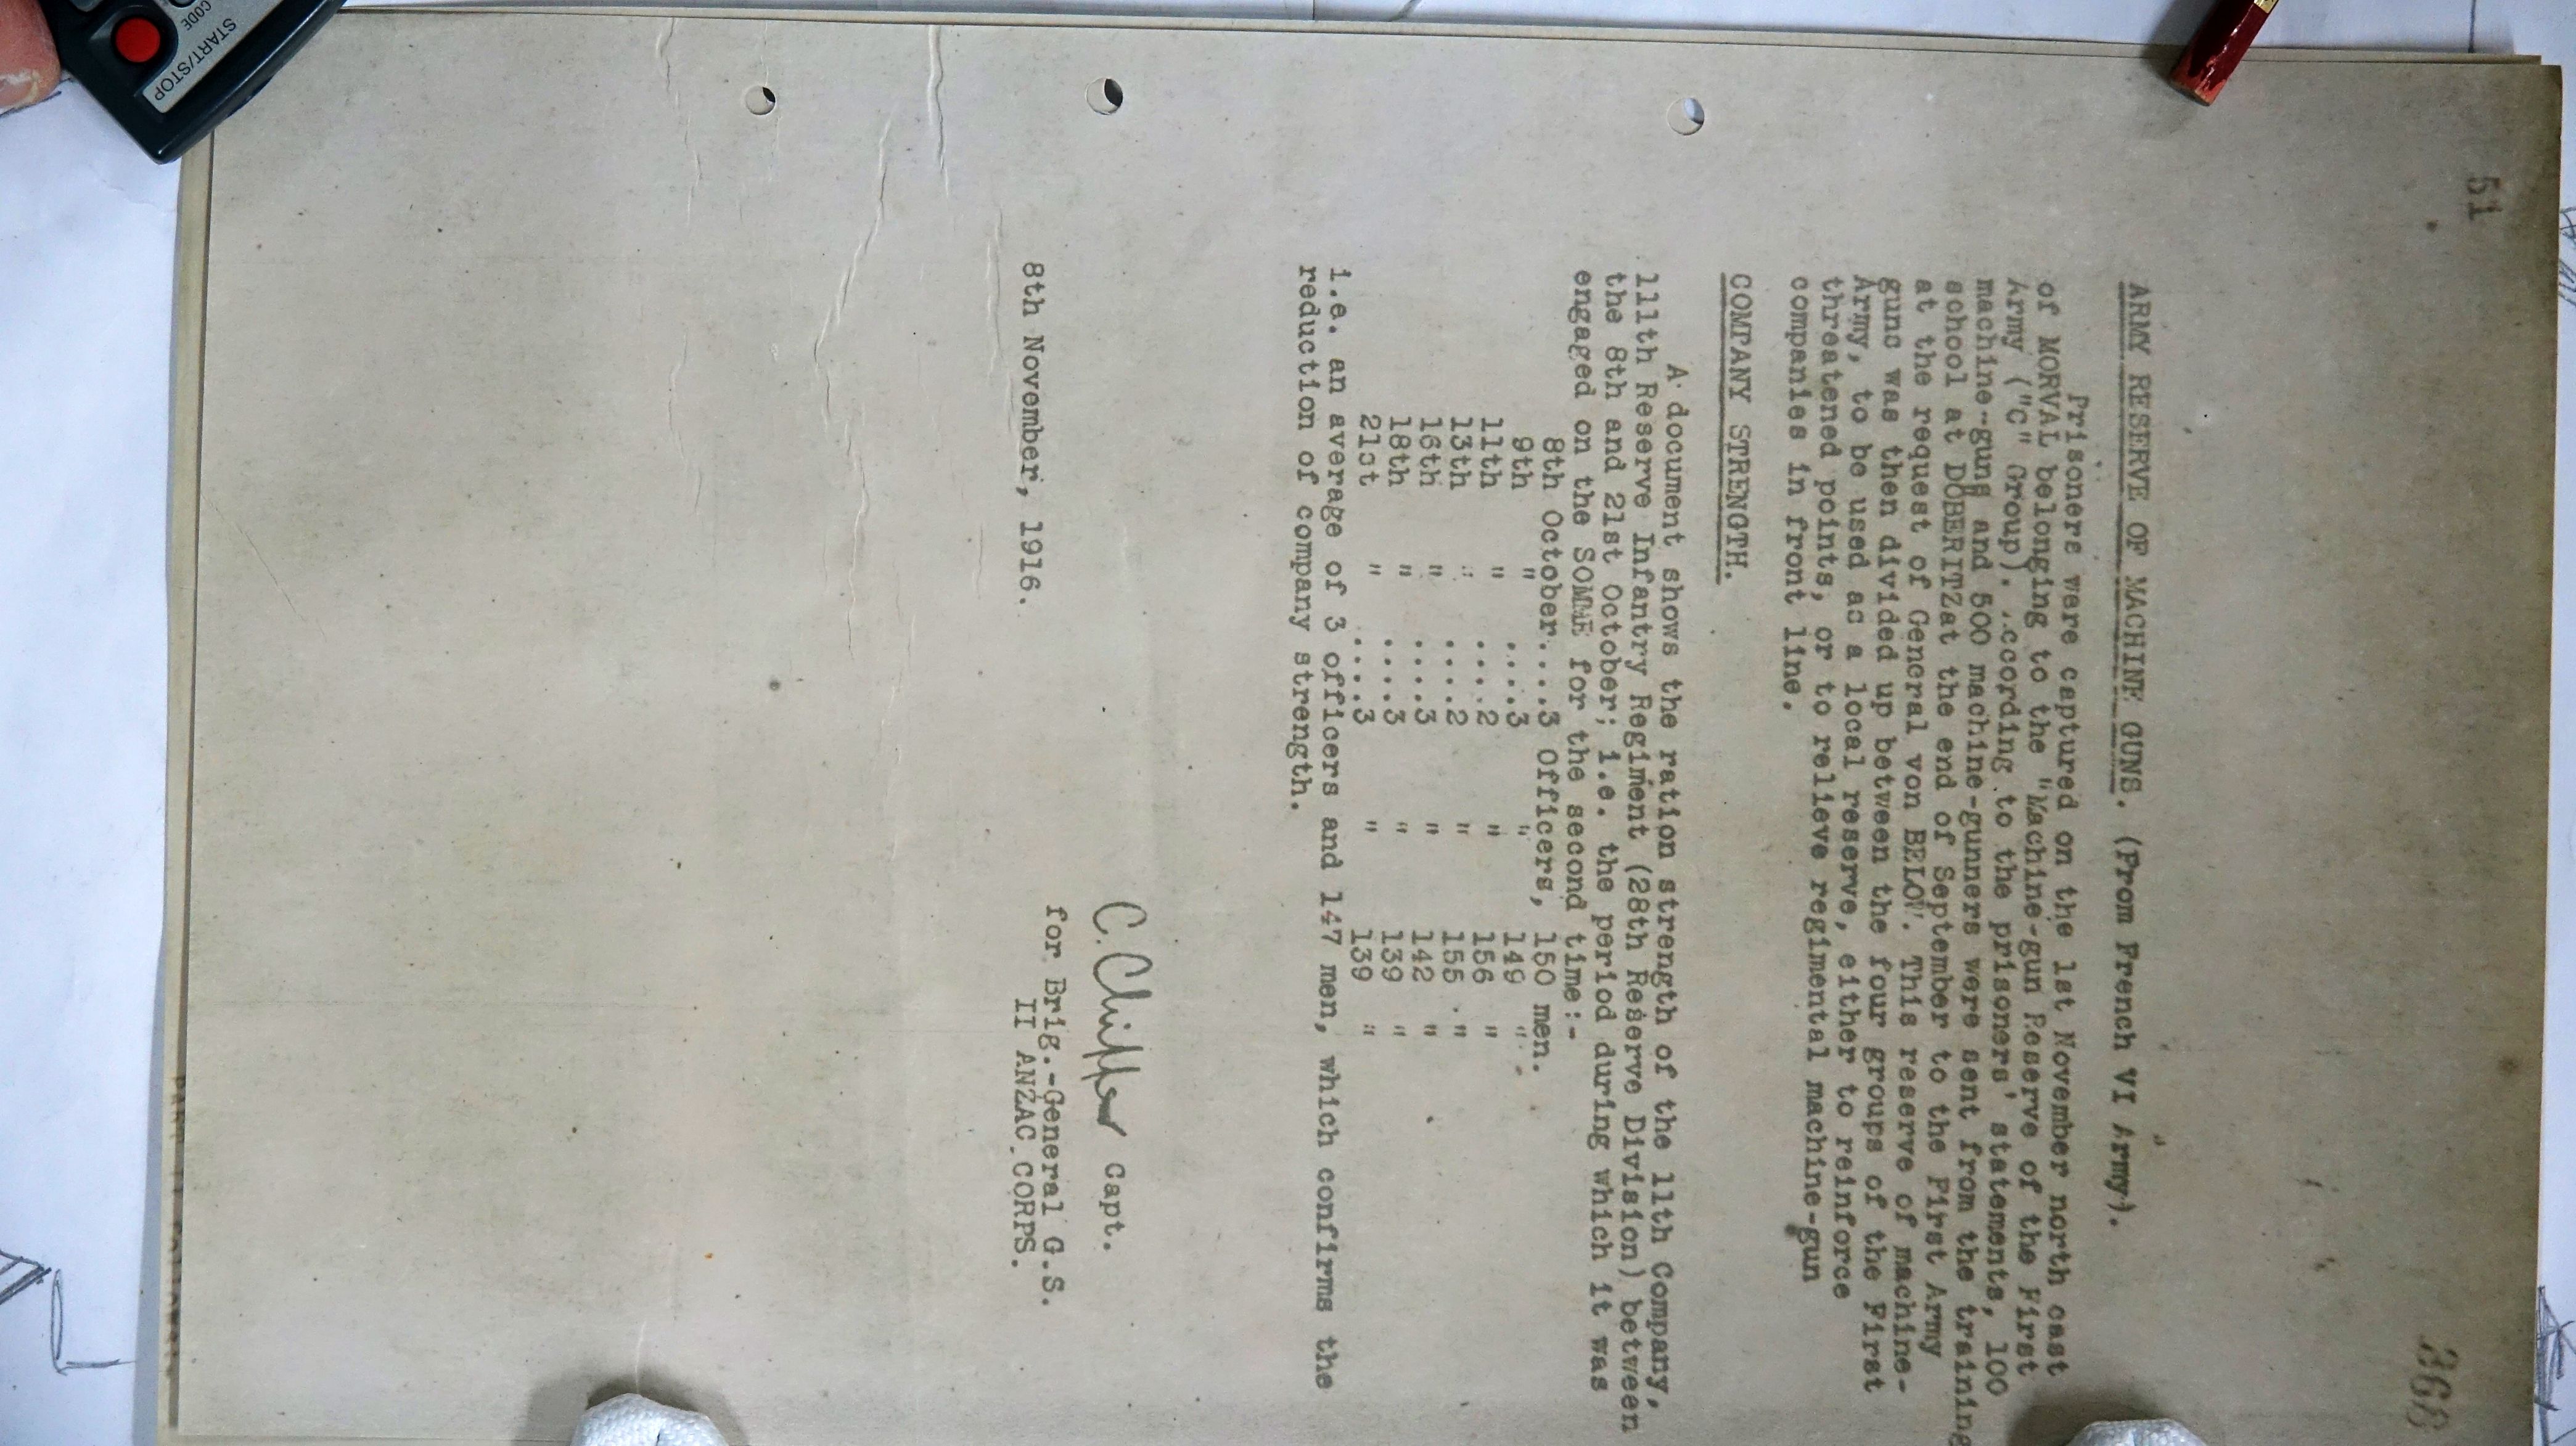 51
368
ARMY RESERVE OF MACHINE GUNS. (From French VI Army).
Prisoners were captured on the 1st November north east
of MORVAL belonging to the "Machine-gun Reserve of the First
Army ("C" Group). .ccording to the prisoners' statements, 100
machine-guns and 500 machine-gunners were sent from the training
school at DÖBERITZat the end of September to the First Army
at the request of General von BELOW. This reserve of machine-
guns was then divided up between the four groups of the First
Army, to be used as a local reserve, either to reinforce
threatened points, or to relieve regimental machine-gun
companies in front line.
COMPANY STRENGTH.
A document shows the ration strength of the 11th Company,
111th Reserve Infantry Regiment (28th Reserve Division) between
the 8th and 21st October; i.e. the period during which it was
engaged on the SOMME for the second time:-
8th October....3 Officers, 150 men.
9th " ....3 " 149 "
11th " ....2 " 156 "
13th " ....2 " 155 "
16th " ....3 " 142 "
18th " ....3 " 139 "
21st " ....3 " 139 "
i.e. an average of 3 officers and 147 men, which confirms the
reduction of company strength.
Capt.
8th November, 1916.
for Brig.-General G.S.
II ANZAC CORPS.
CODE
START/STOP